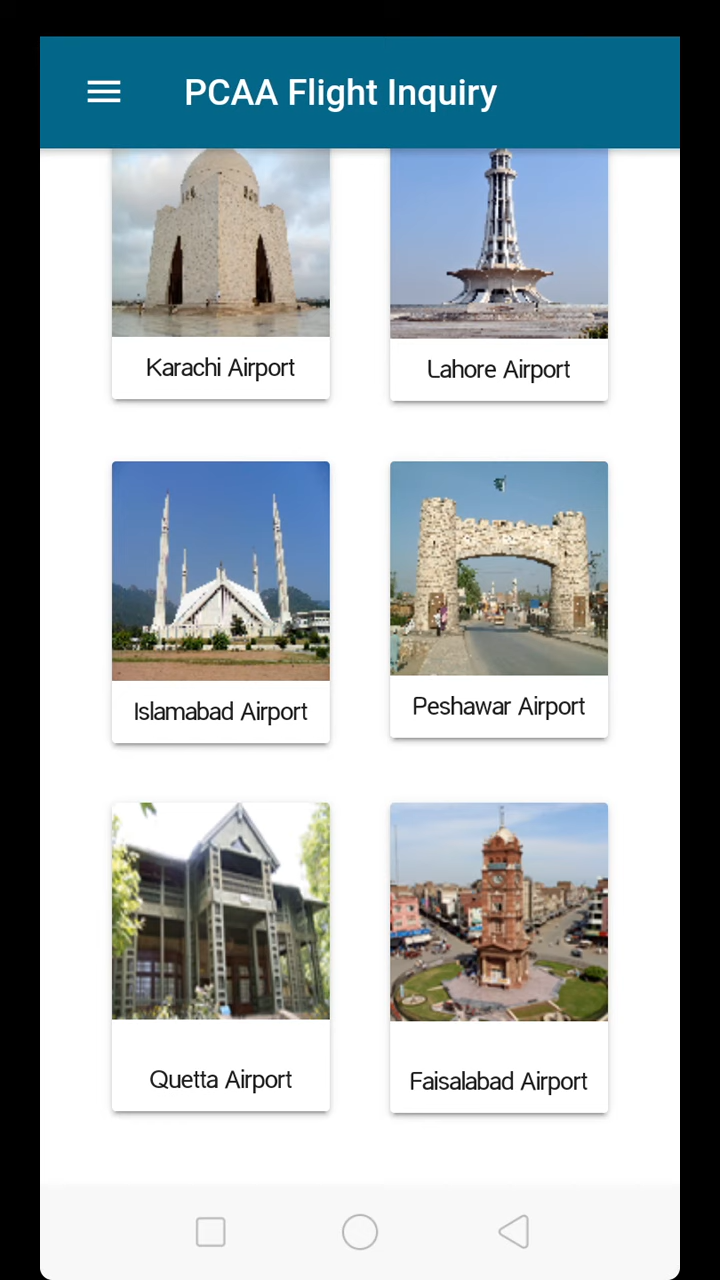 PCAA Flight Inquiry
Karachi Airport
Lahore Airport
Islamabad Airport
Peshawar Airport
Quetta Airport
Faisalabad Airport